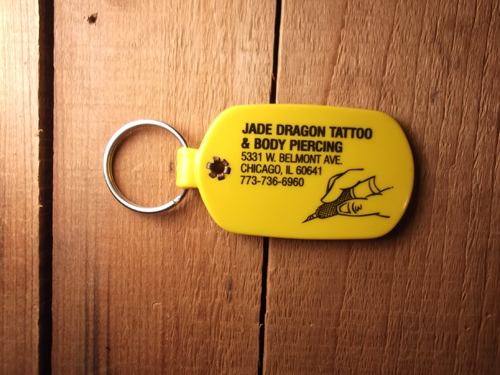 JADE DRAGON TATTOO
& BODY PIERCING
5331 W. BELMONT AVE.
CHICAGO, IL 60641
773-736-6960